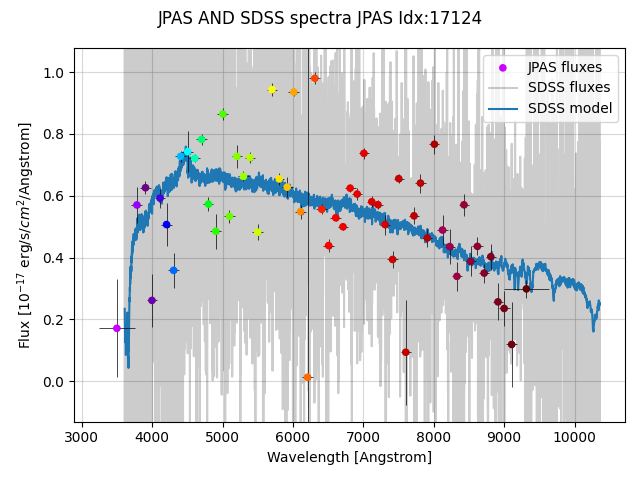 JPAS AND SDSS spectra JPAS Idx:17124
JPAS fluxes
SDSS fluxes
SDSS model
Flux [10^-17 erg/s/cm^2/Angstrom]
1.0
0.8
0.6
0.4
0.2
0.0
3000 4000 5000 6000 7000 8000 9000 10000
Wavelength [Angstrom]